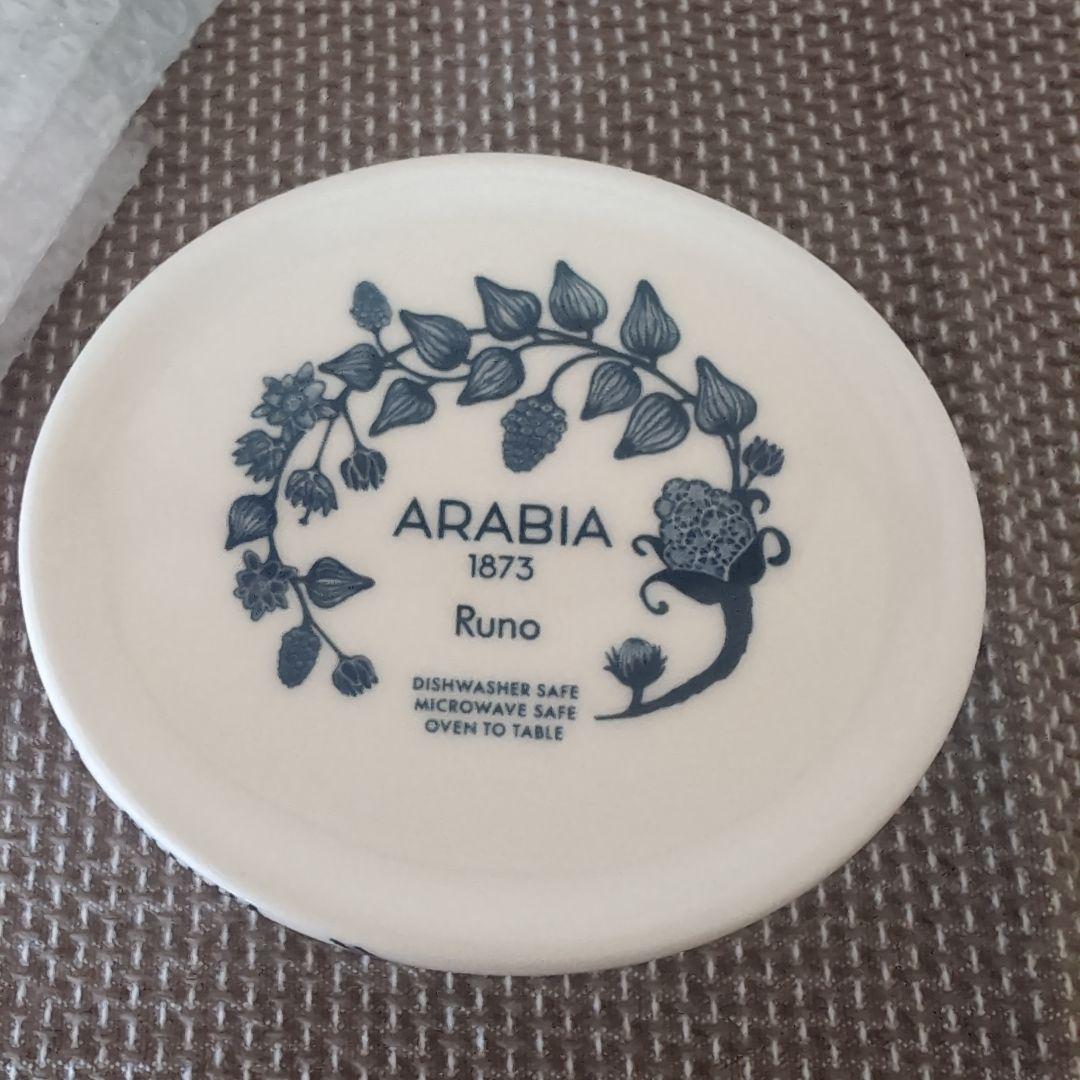 ARABIA
1873
Runo
DISHWASHER SAFE
MICROWAVE SAFE
OVEN TO TABLE